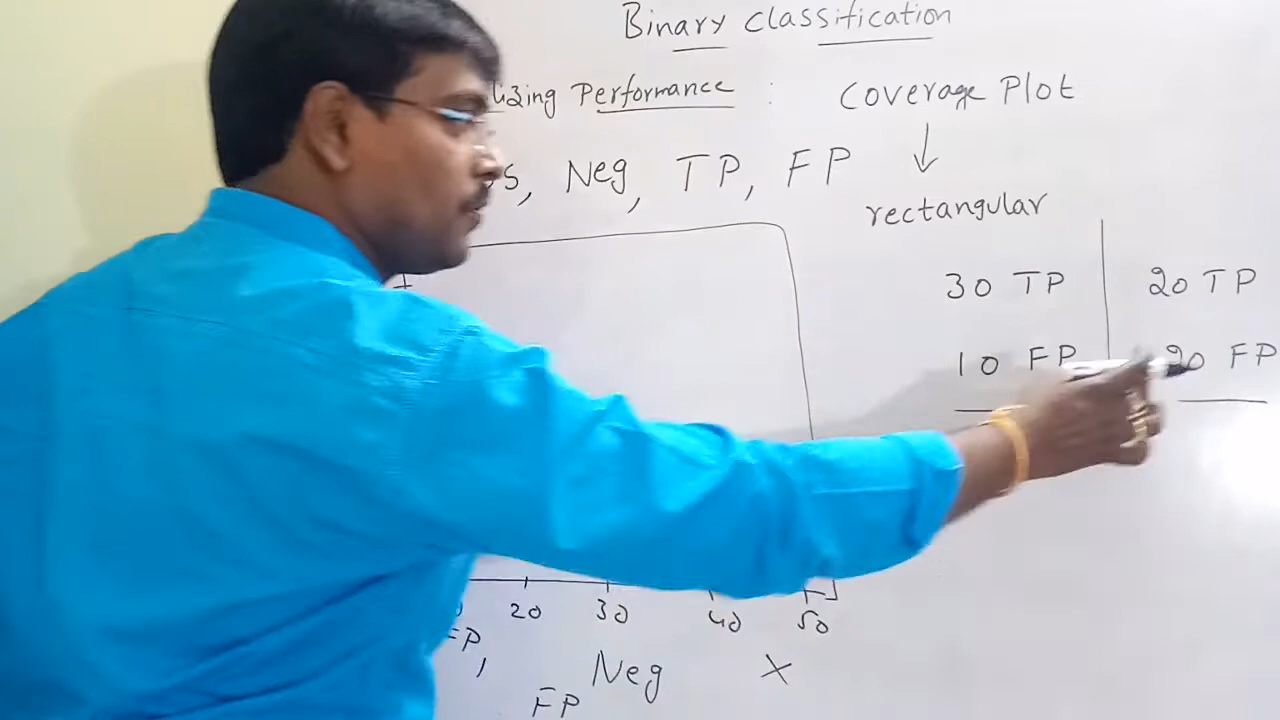 Binary Classification
Performance : Coverage Plot
Neg, TP, FP
rectangular
30 TP 20 TP
10 FP 20 FP
20 30 40 50
FP, Neg X
FP